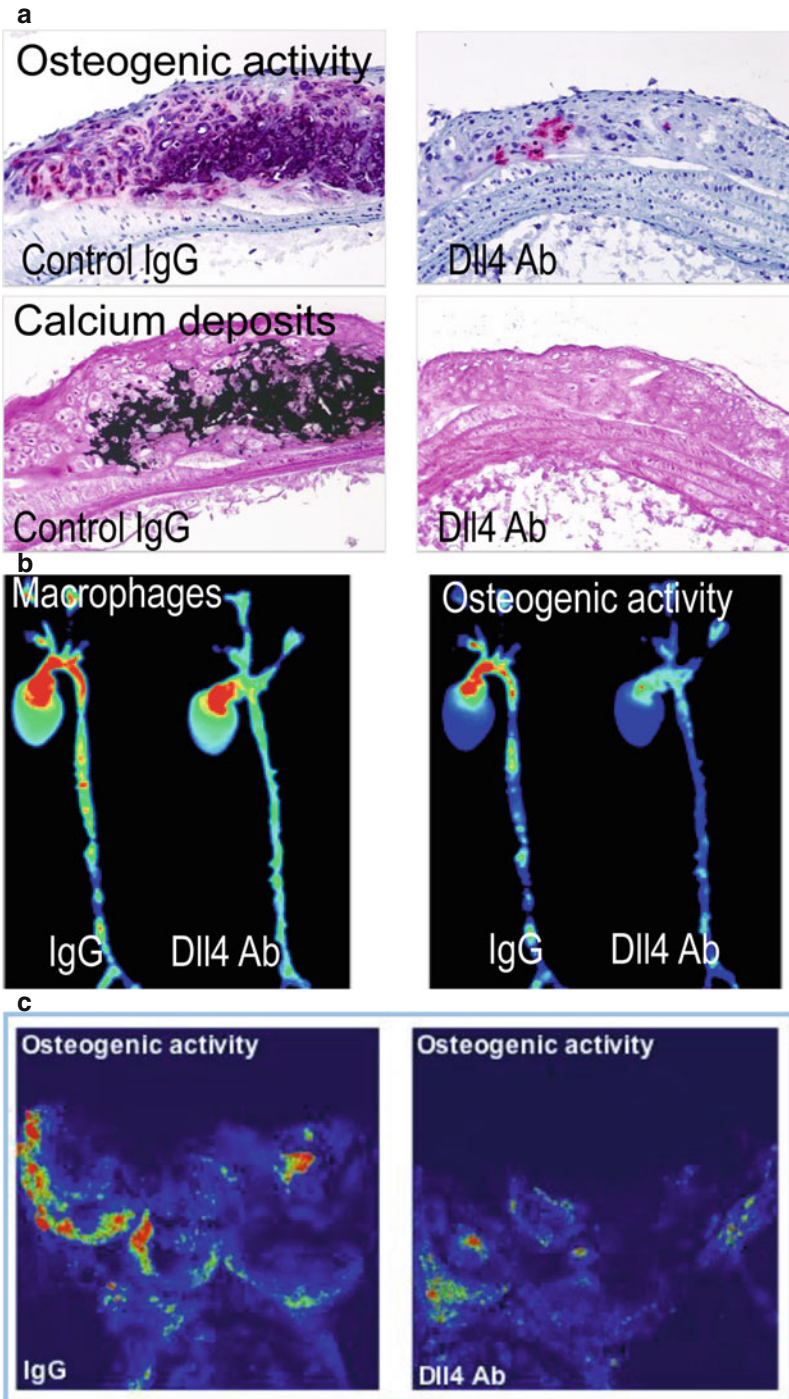 a
Osteogenic activity
Control IgG
Dll4 Ab
Calcium deposits
Control IgG
Dll4 Ab
b
Macrophages
IgG
Dll4 Ab
Osteogenic activity
IgG
Dll4 Ab
c
Osteogenic activity
IgG
Osteogenic activity
Dll4 Ab